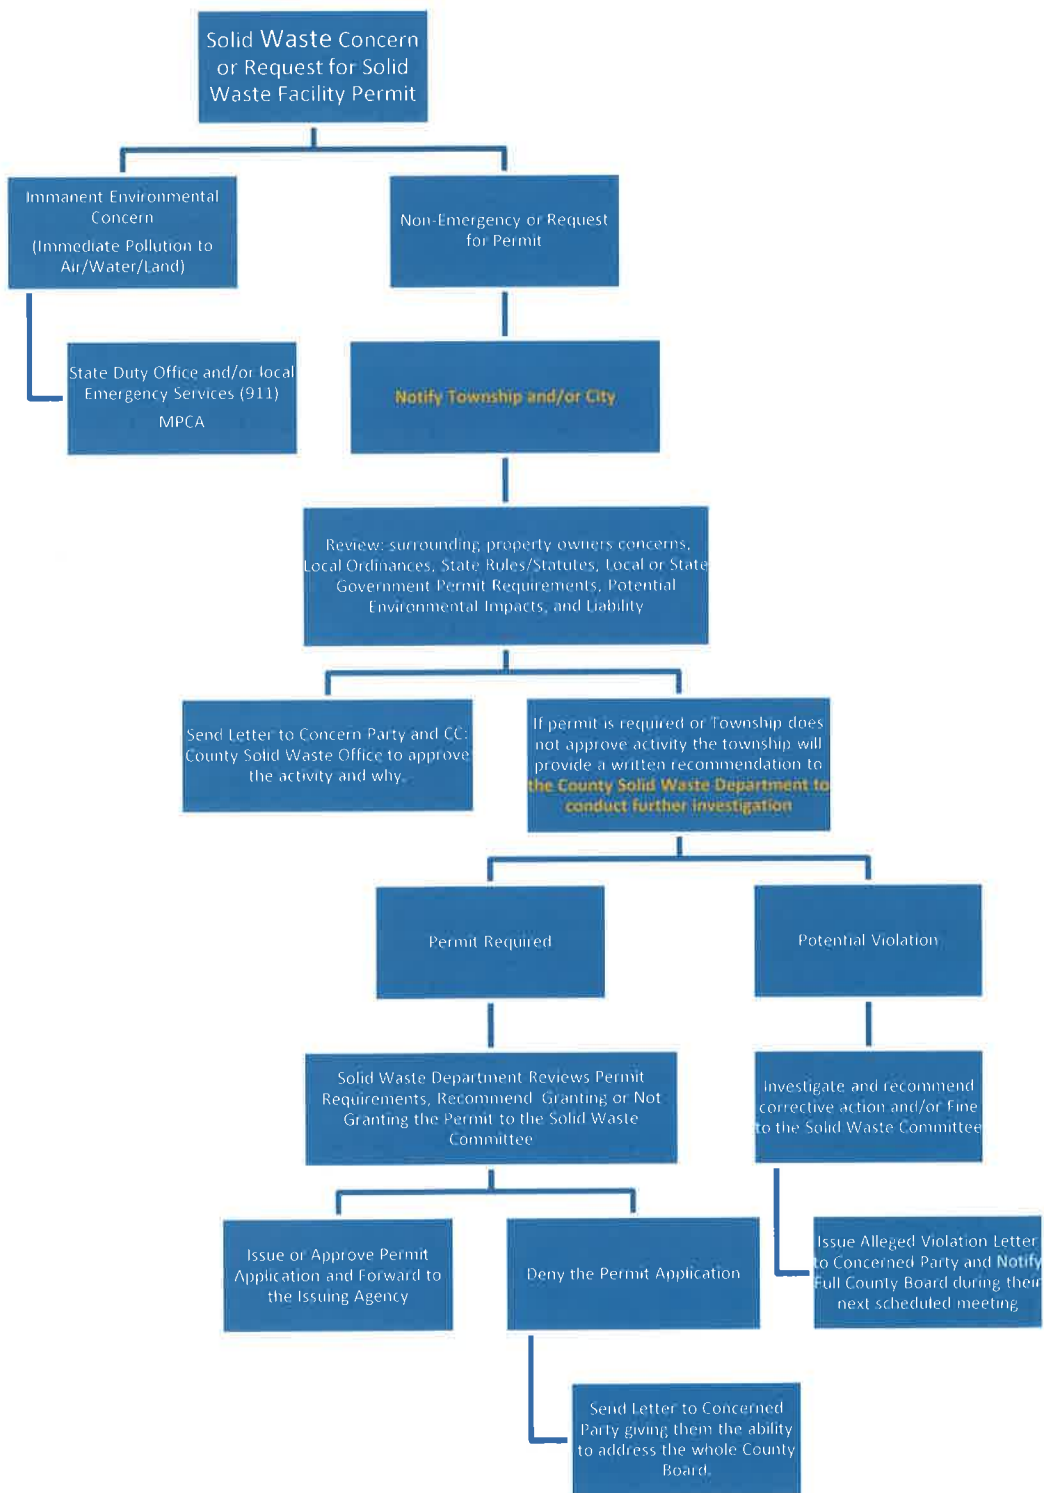 Solid Waste Concern
or Request for Solid
Waste Facility Permit
Immanent Environmental
Concern
(Immediate Pollution to
Air/Water/Land)
Non-Emergency or Request
for Permit
State Duty Office and/or local
Emergency Services (911)
MPCA
Notify Township and/or City
Review: surrounding property owners concerns,
Local Ordinances, State Rules/Statutes, Local or State
Government Permit Requirements, Potential
Environmental Impacts, and Liability
Send Letter to Concern Party and CC:
County Solid Waste Office to approve
the activity and why.
If permit is required or Township does
not approve activity the township will
provide a written recommendation to
the County Solid Waste Department to
conduct further investigation
Permit Required
Potential Violation
Solid Waste Department Reviews Permit
Requirements, Recommend Granting or Not
Granting the Permit to the Solid Waste
Committee
Investigate and recommend
corrective action and/or Fine
to the Solid Waste Committee
Issue or Approve Permit
Application and Forward to
the Issuing Agency
Deny the Permit Application
Issue Alleged Violation Letter
to Concerned Party and Notify
Full County Board during their
next scheduled meeting
Send Letter to Concerned
Party giving them the ability
to address the whole County
Board.